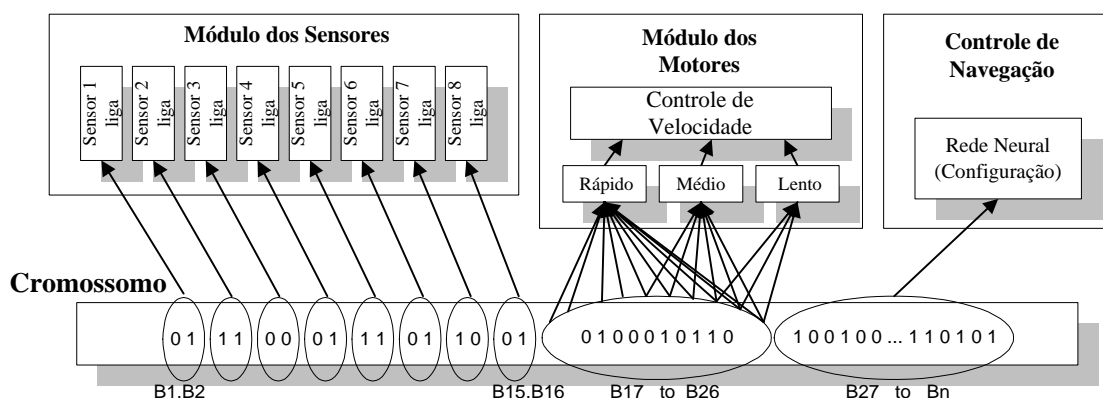 Módulo dos Sensores
Sensor 1
liga
Sensor 2
liga
Sensor 3
liga
Sensor 4
liga
Sensor 5
liga
Sensor 6
liga
Sensor 7
liga
Sensor 8
liga
Módulo dos
Motores
Controle de
Velocidade
Rápido
Médio
Lento
Controle de
Navegação
Rede Neural
(Configuração)
Cromossomo
0 1 1 1 0 0 0 1 1 1 0 1 1 0 0 1 0 1 0 0 0 1 0 1 1 0 1 0 0 1 0 0 ... 1 1 0 1 0 1
B1,B2 B15,B16 B17 to B26 B27 to Bn